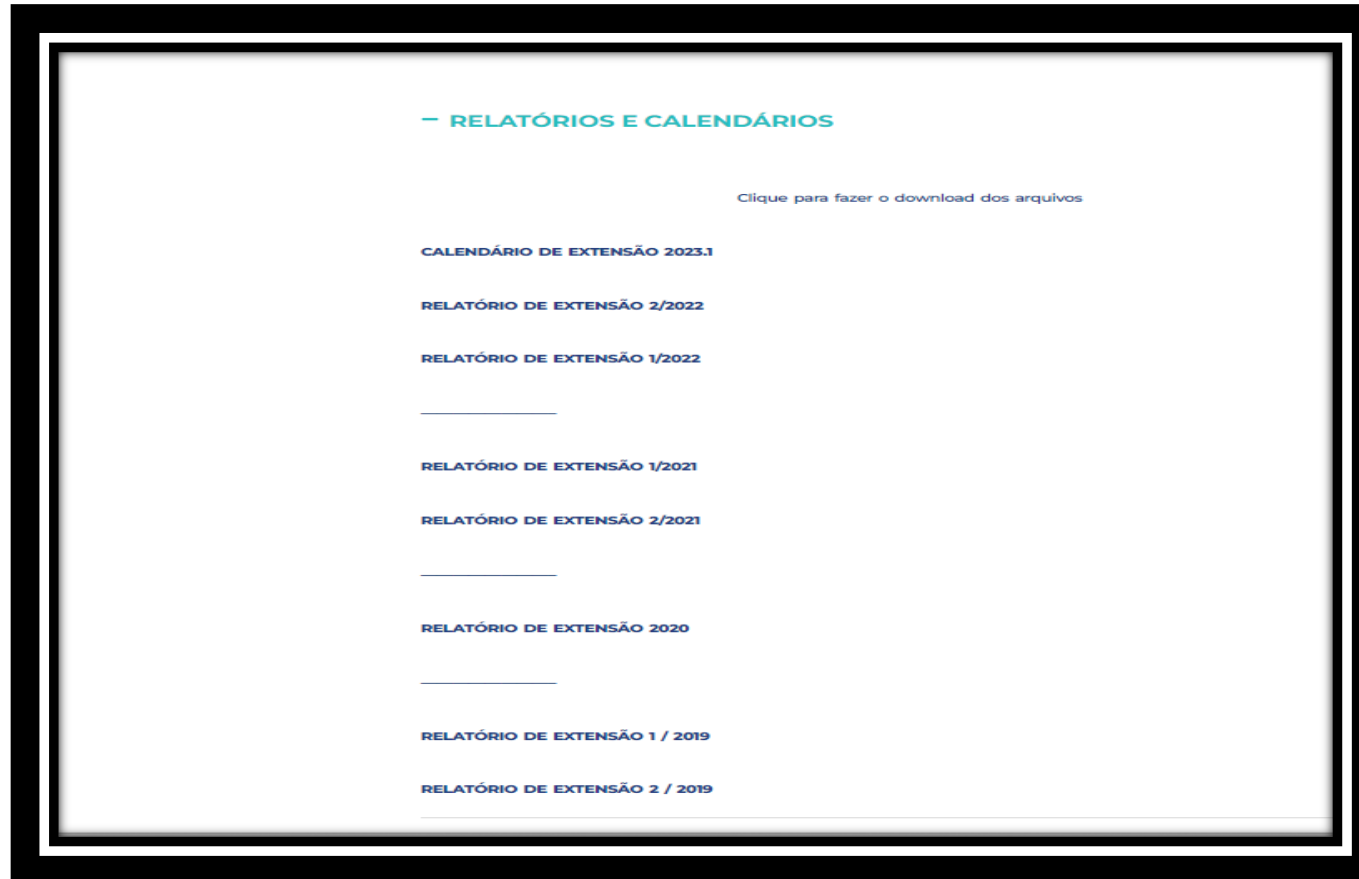 – RELATÓRIOS E CALENDÁRIOS
Clique para fazer o download dos arquivos
CALENDÁRIO DE EXTENSÃO 2023.1
RELATÓRIO DE EXTENSÃO 2/2022
RELATÓRIO DE EXTENSÃO 1/2022
RELATÓRIO DE EXTENSÃO 1/2021
RELATÓRIO DE EXTENSÃO 2/2021
RELATÓRIO DE EXTENSÃO 2020
RELATÓRIO DE EXTENSÃO 1 / 2019
RELATÓRIO DE EXTENSÃO 2 / 2019